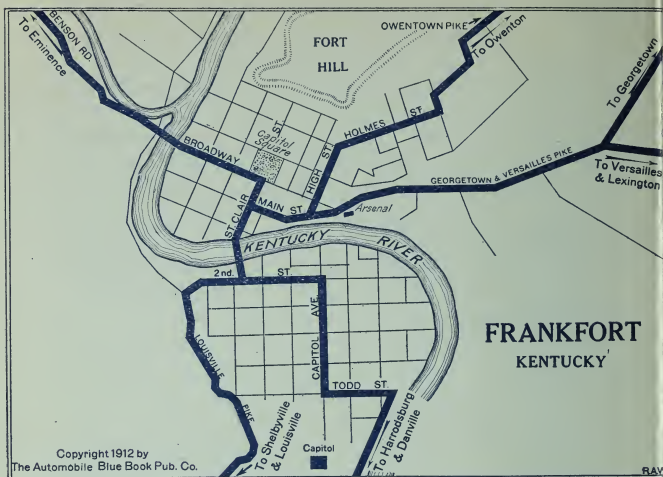 BENSON RD.
To Eminence
OWENTOWN PIKE
To Owenton
FORT
HILL
To Georgetown
ST.
Capitol
Square
BROADWAY
HOLMES ST.
HIGH ST.
GEORGETOWN & VERSAILLES PIKE
To Versailles
& Lexington
ST. CLAIR
MAIN ST.
Arsenal
KENTUCKY RIVER
2nd. ST.
CAPITOL AVE.
LOUISVILLE PIKE
FRANKFORT
KENTUCKY
TODD ST.
To Shelbyville
& Louisville
Capitol
To Harrodsburg
& Danville
Copyright 1912 by
The Automobile Blue Book Pub. Co.
RAN